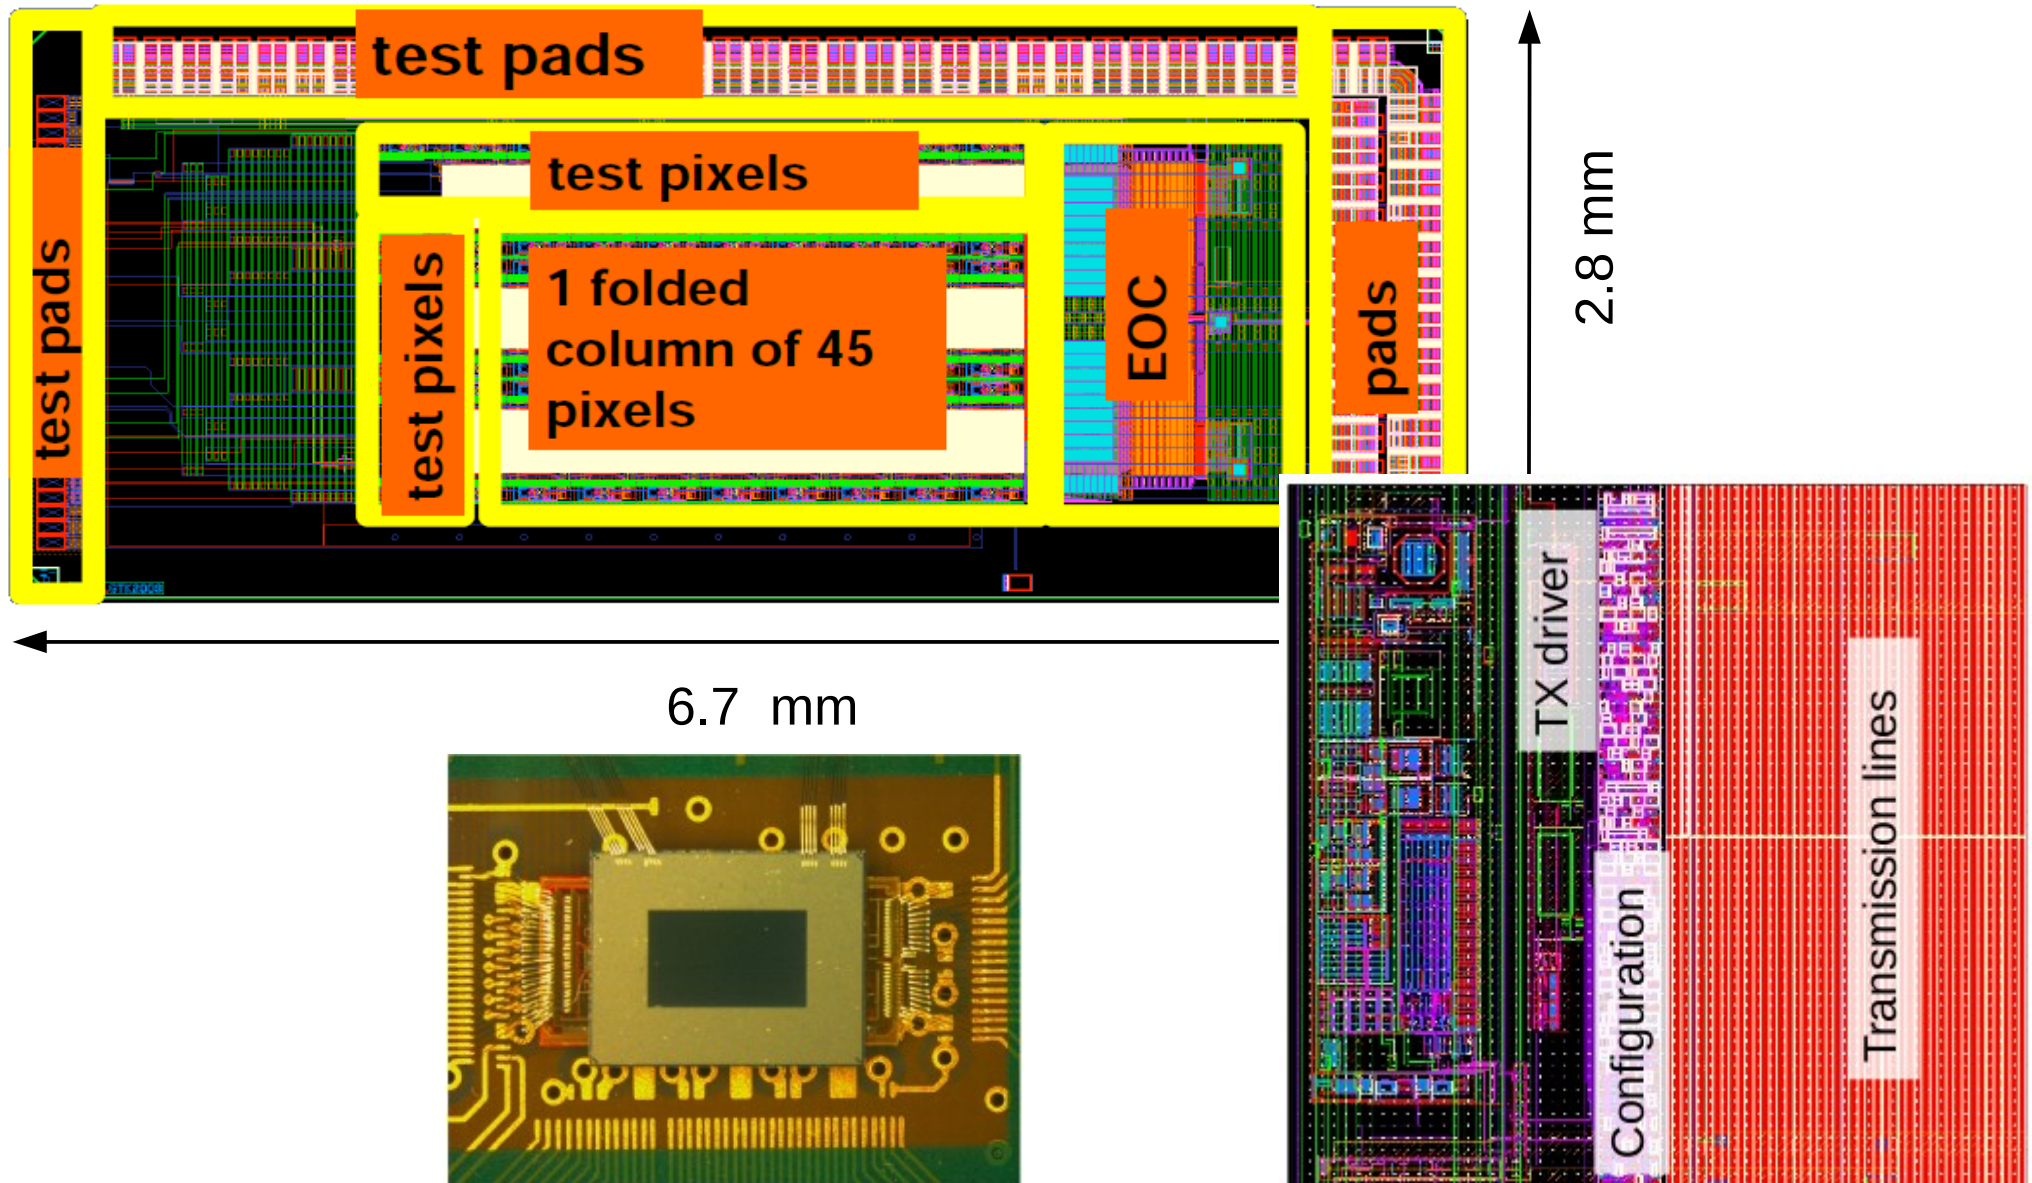 test pads
test pixels
test pads
test pixels
1 folded
column of 45
pixels
EOC
pads
2.8 mm
6.7 mm
TX driver
Configuration
Transmission lines